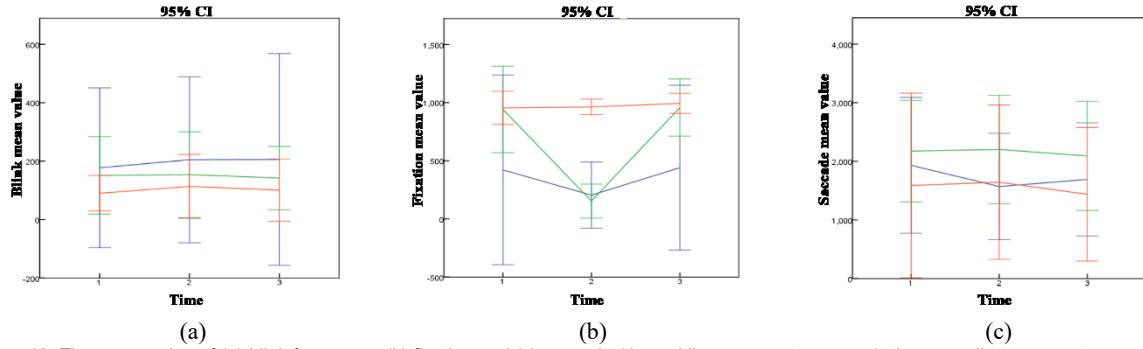 95% CI
Blink mean value
600
400
200
0
-200
1
2
3
Time
(a)
95% CI
Fixation mean value
1,500
1,000
500
0
-500
1
2
3
Time
(b)
95% CI
Saccade mean value
4,000
3,000
2,000
1,000
0
1
2
3
Time
(c)